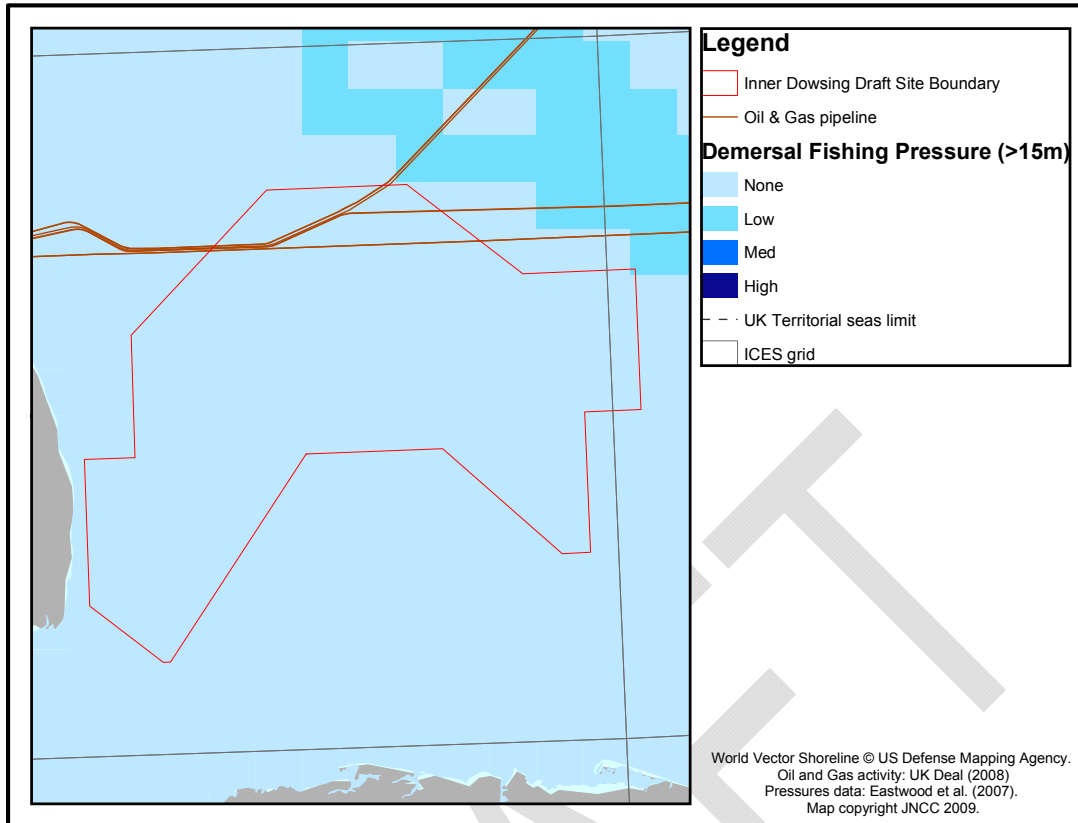 Legend
Inner Dowsing Draft Site Boundary
Oil & Gas pipeline
Demersal Fishing Pressure (>15m)
None
Low
Med
High
UK Territorial seas limit
ICES grid
World Vector Shoreline © US Defense Mapping Agency.
Oil and Gas activity: UK Deal (2008)
Pressures data: Eastwood et al. (2007).
Map copyright JNCC 2009.